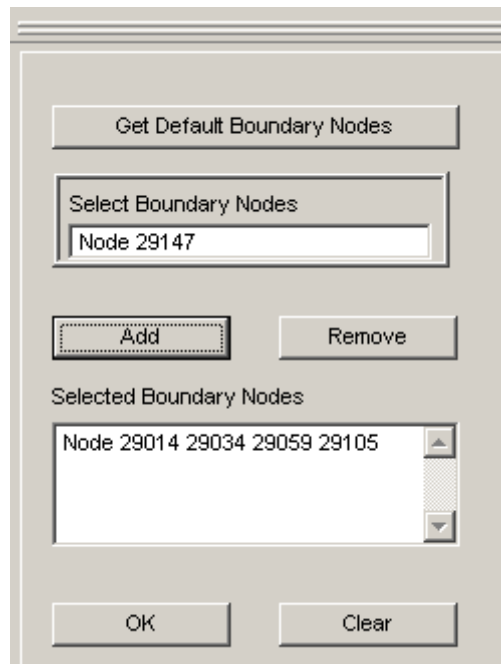 Get Default Boundary Nodes
Select Boundary Nodes
Node 29147
Add Remove
Selected Boundary Nodes
Node 29014 29034 29059 29105
OK Clear